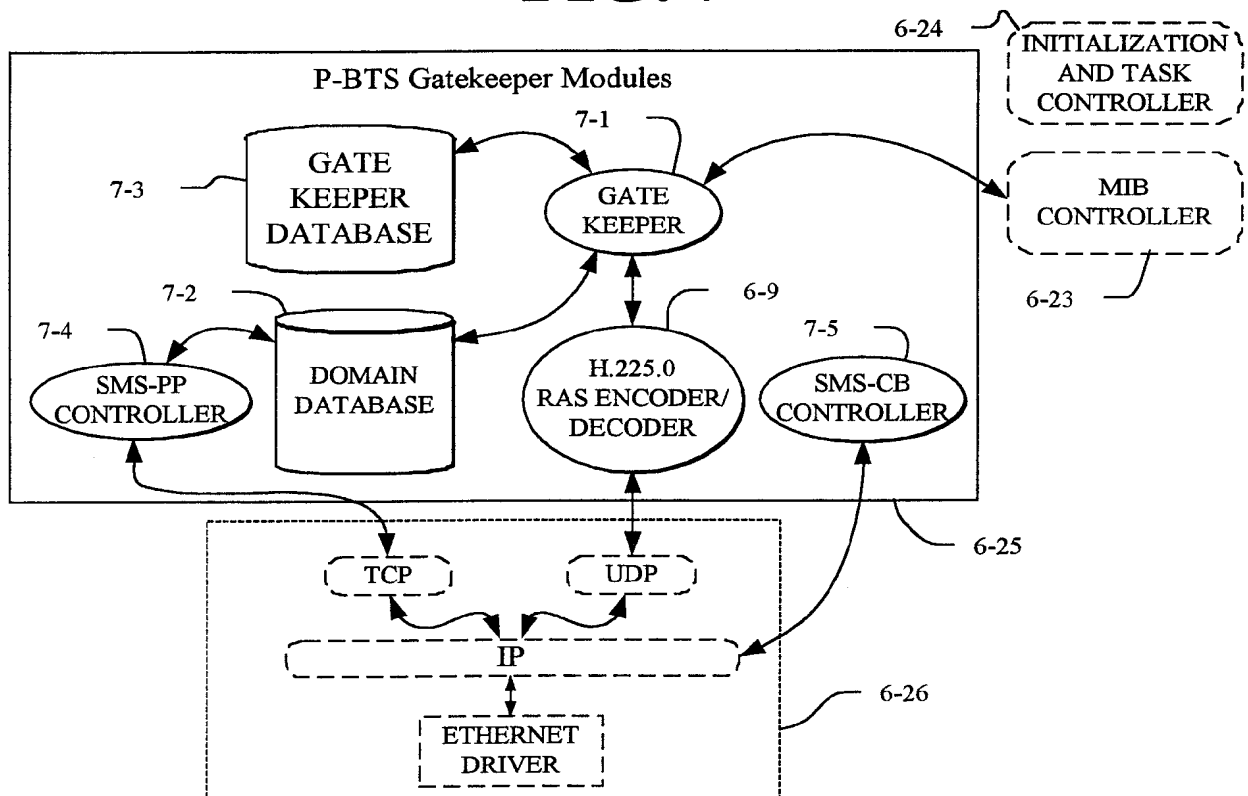 6-24
INITIALIZATION
AND TASK
CONTROLLER
P-BTS Gatekeeper Modules
7-1
7-3
GATE
KEEPER
DATABASE
GATE
KEEPER
MIB
CONTROLLER
6-23
7-2
6-9
7-4
7-5
SMS-PP
CONTROLLER
DOMAIN
DATABASE
H.225.0
RAS ENCODER/
DECODER
SMS-CB
CONTROLLER
6-25
TCP
UDP
IP
6-26
ETHERNET
DRIVER